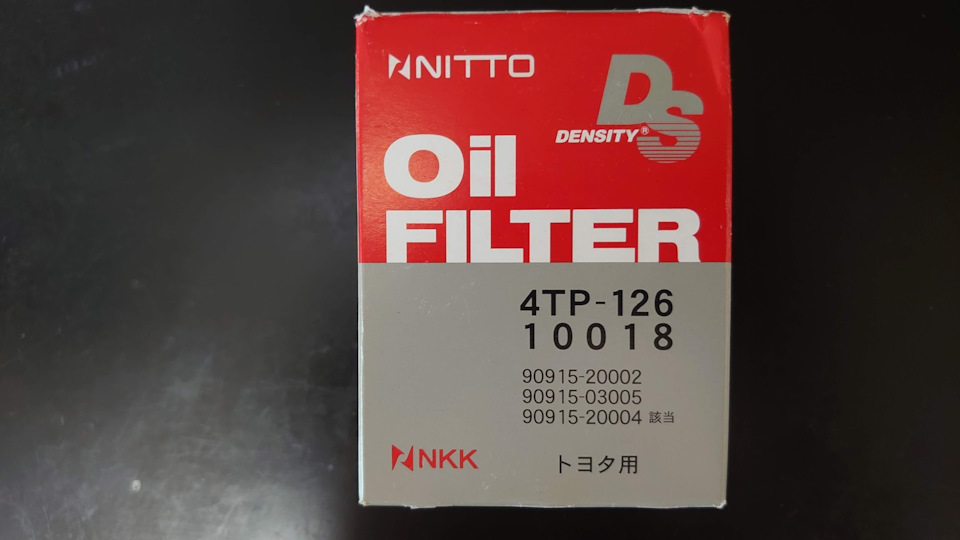 NITTO
DS
DENSITY®
Oil
FILTER
4TP-126
10018
90915-20002
90915-03005
90915-20004 該当
NKK
トヨタ用